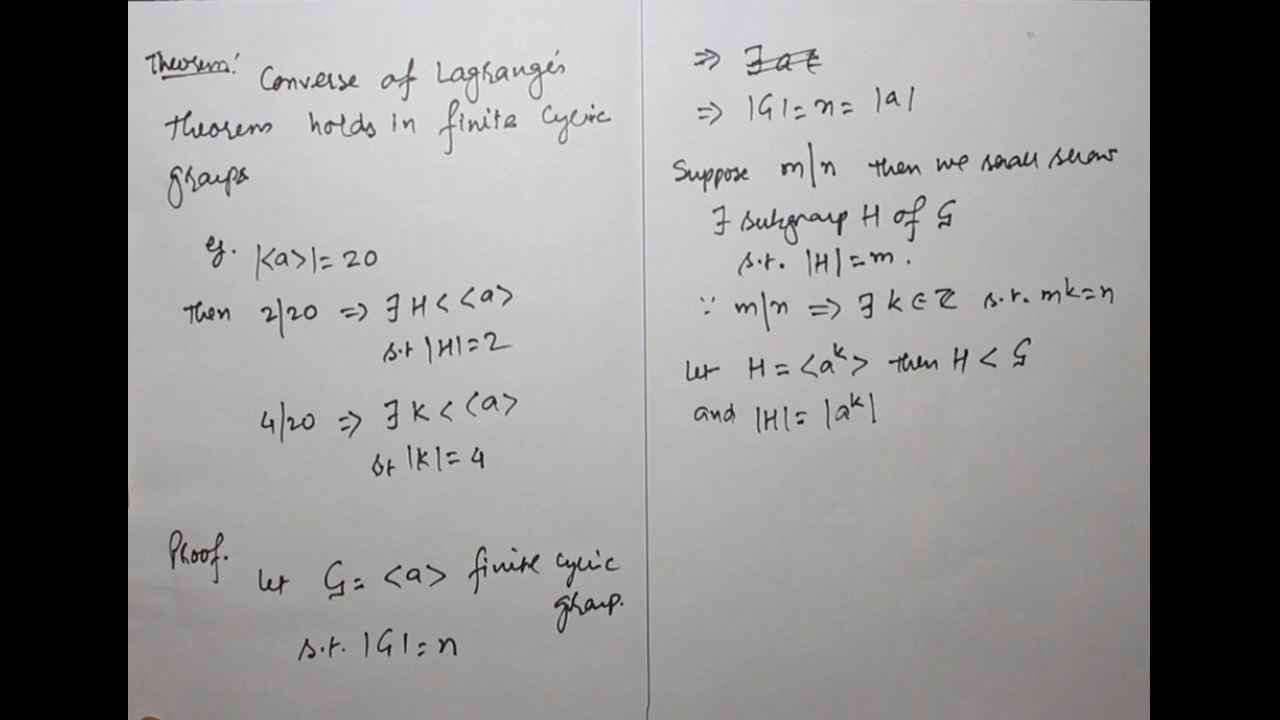 Theorem: Converse of Lagrange's
theorem holds in finite cyclic
groups
eg. |<a>| = 20
Then 2/20 => ∃ H < <a>
s.t |H| = 2
4/20 => ∃ K < <a>
st |K| = 4
Proof.
Let G = <a> finite cyclic
group.
s.t. |G| = n
=> |G| = n = |a|
Suppose m|n then we shall show
∃ subgroup H of G
s.t. |H| = m.
∵ m|n => ∃ k ∈ Z s.t. mk = n
Let H = <a^k> then H < G
and |H| = |a^k|